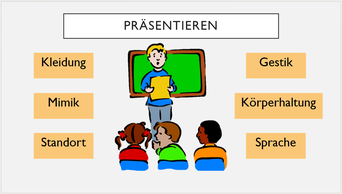 PRÄSENTIEREN
Kleidung
Gestik
Mimik
Körperhaltung
Standort
Sprache